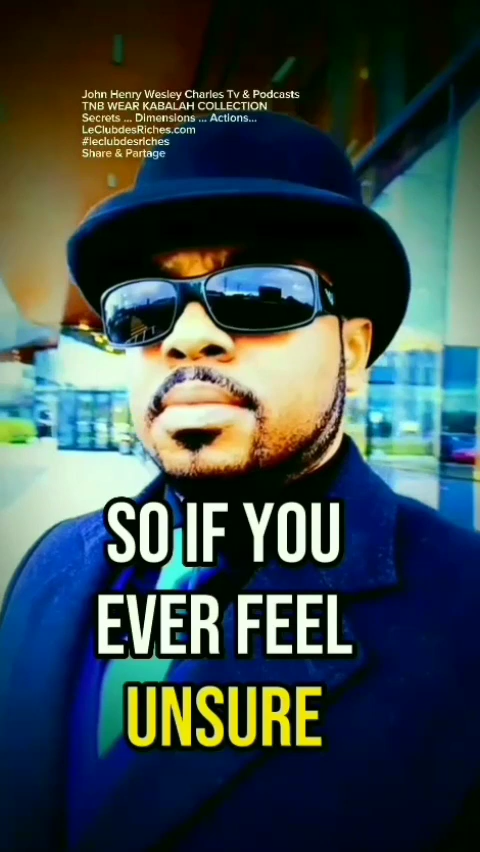 John Henry Wesley Charles Tv & Podcasts
TNB WEAR KABALAH COLLECTION
Secrets ... Dimensions ... Actions...
LeClubdesRiches.com
#leclubdesriches
Share & Partage
SO IF YOU
EVER FEEL
UNSURE